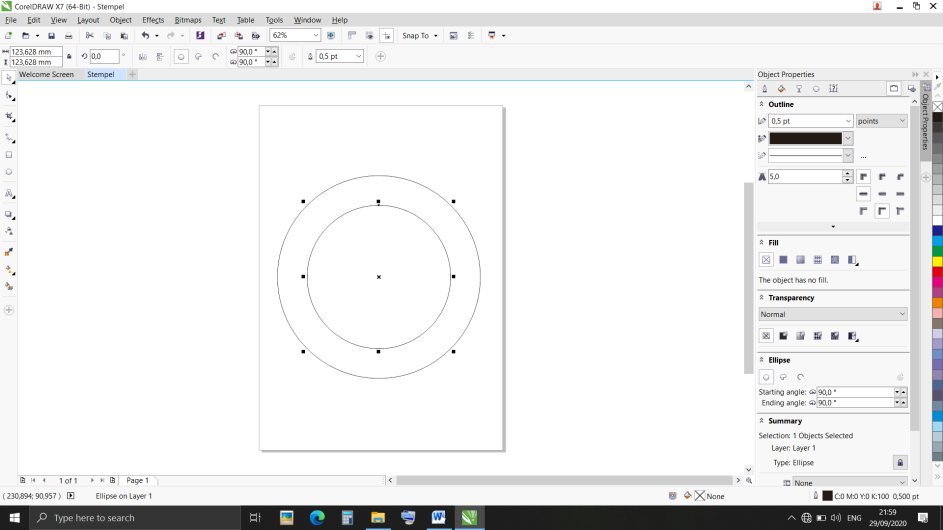 CorelDRAW X7 (64-Bit) - Stempel
File Edit View Layout Object Effects Bitmaps Text Table Tools Window Help
62% Snap To
123,628 mm
123,628 mm
0,0 °
90,0 °
90,0 °
0,5 pt
Welcome Screen Stempel
Object Properties
Outline
0,5 pt points
...
5,0
Fill
The object has no fill.
Transparency
Normal
Ellipse
Starting angle: 90,0 °
Ending angle: 90,0 °
Summary
Selection: 1 Objects Selected
Layer: Layer 1
Type: Ellipse
None
Object Properties
1 of 1 Page 1
( 230,894; 90,957 ) Ellipse on Layer 1 None C:0 M:0 Y:0 K:100 0,500 pt
Type here to search
ENG
21:59
29/09/2020